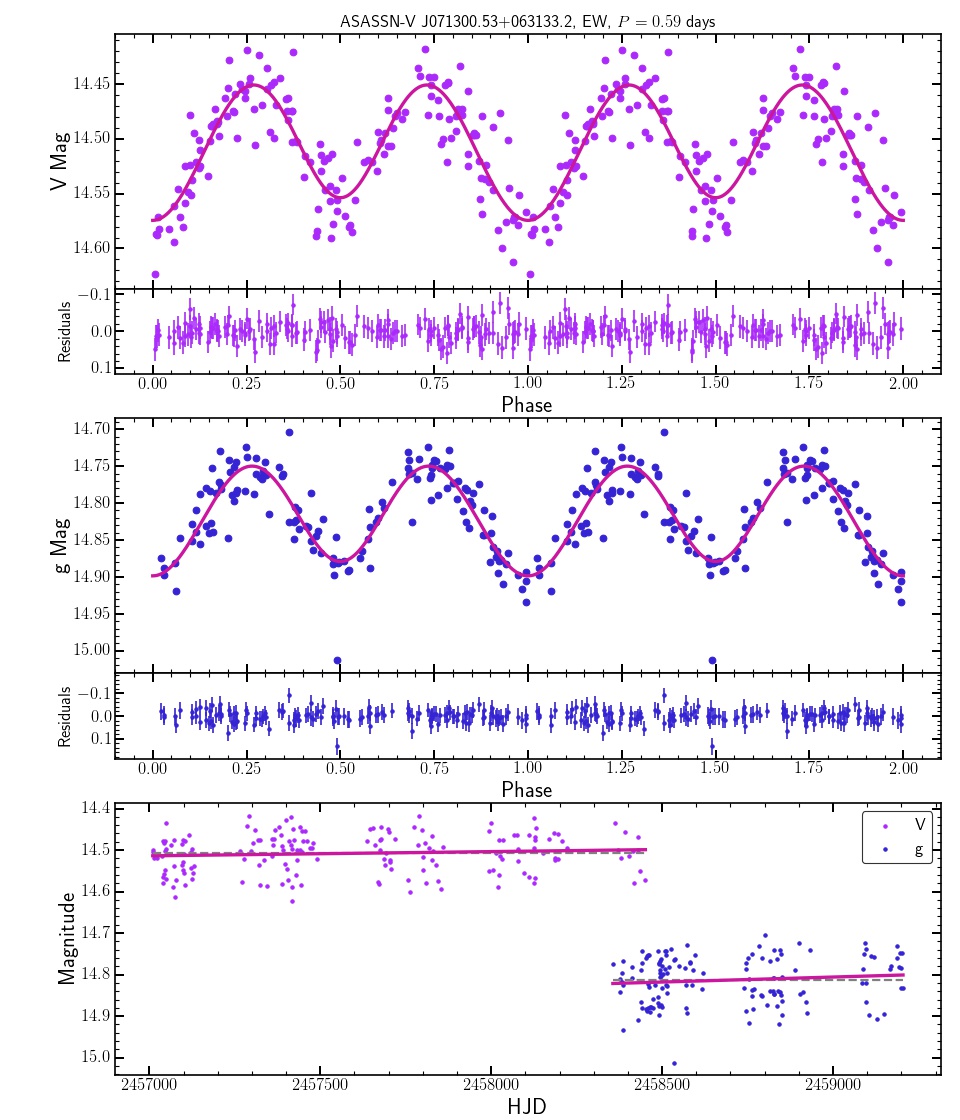 ASASSN-V J071300.53+063133.2, EW, P = 0.59 days
V Mag
14.45
14.50
14.55
14.60
Residuals
−0.1
0.0
0.1
0.00 0.25 0.50 0.75 1.00 1.25 1.50 1.75 2.00
Phase
g Mag
14.70
14.75
14.80
14.85
14.90
14.95
15.00
Residuals
−0.1
0.0
0.1
0.00 0.25 0.50 0.75 1.00 1.25 1.50 1.75 2.00
Phase
Magnitude
14.4
14.5
14.6
14.7
14.8
14.9
15.0
V
g
2457000 2457500 2458000 2458500 2459000
HJD